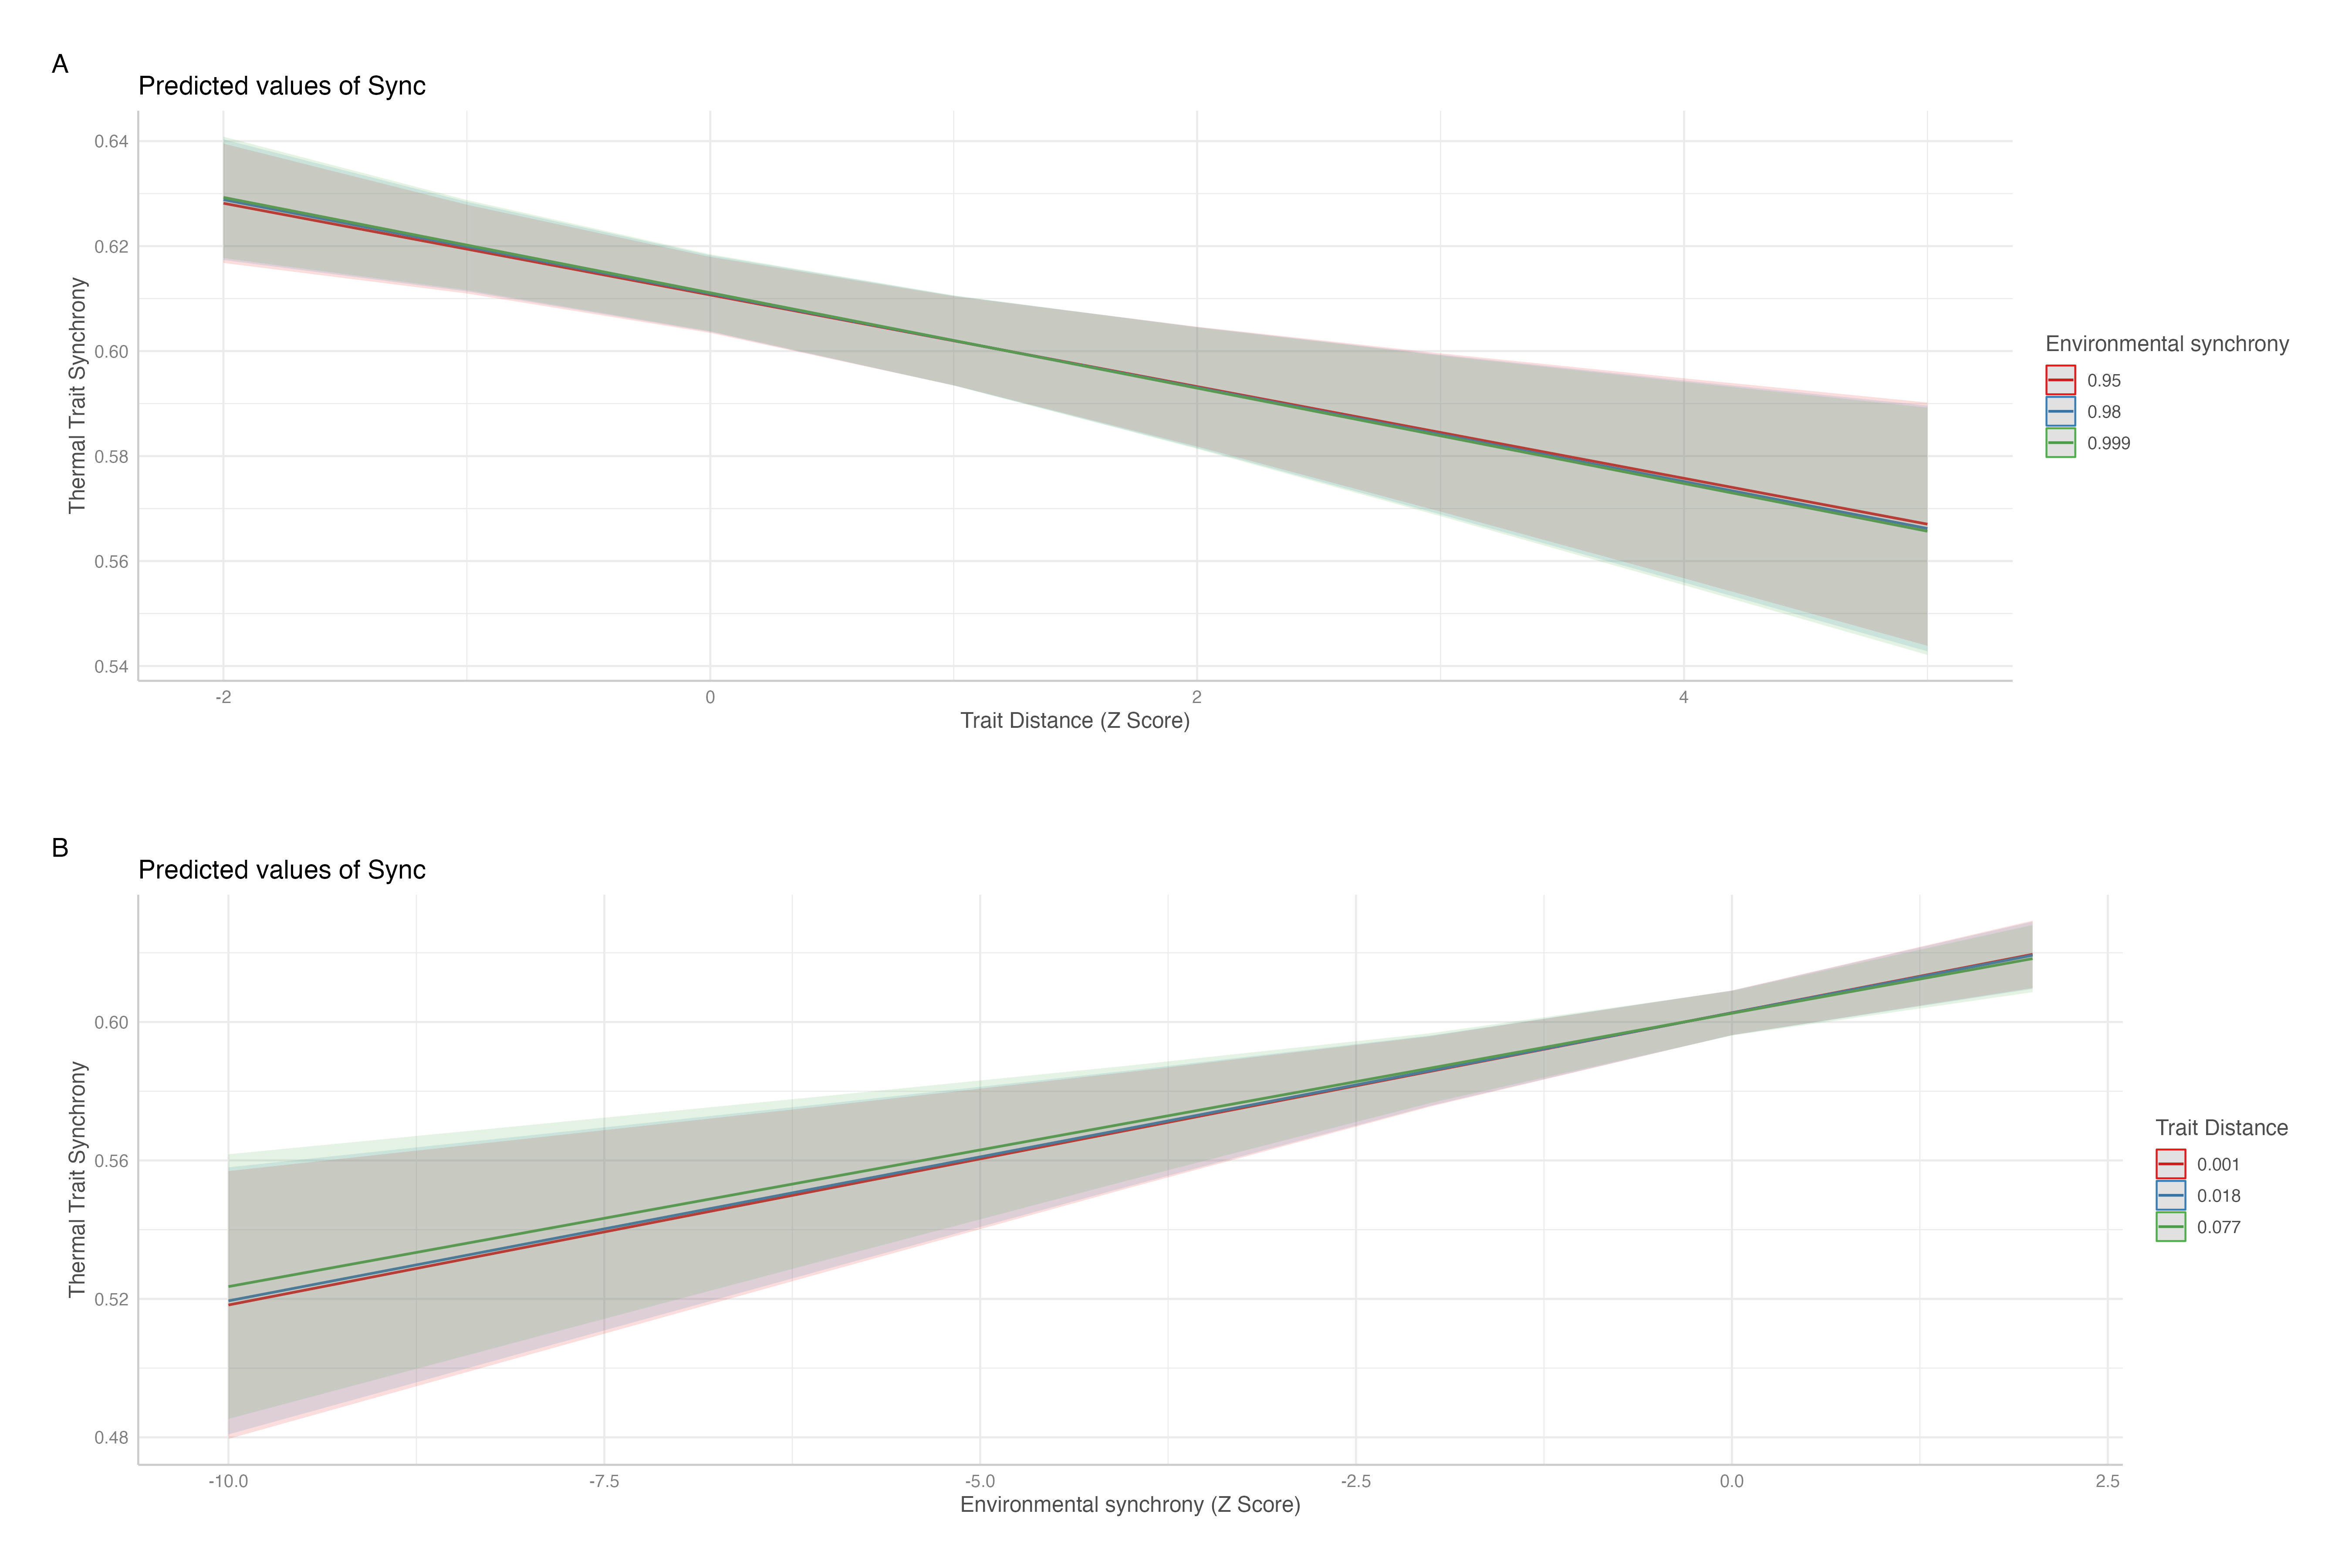 A
Predicted values of Sync
0.64
0.62
0.60
0.58
0.56
0.54
Thermal Trait Synchrony
-2
0
2
4
Trait Distance (Z Score)
Environmental synchrony
0.95
0.98
0.999
B
Predicted values of Sync
0.60
0.56
0.52
0.48
Thermal Trait Synchrony
-10.0
-7.5
-5.0
-2.5
0.0
2.5
Environmental synchrony (Z Score)
Trait Distance
0.001
0.018
0.077